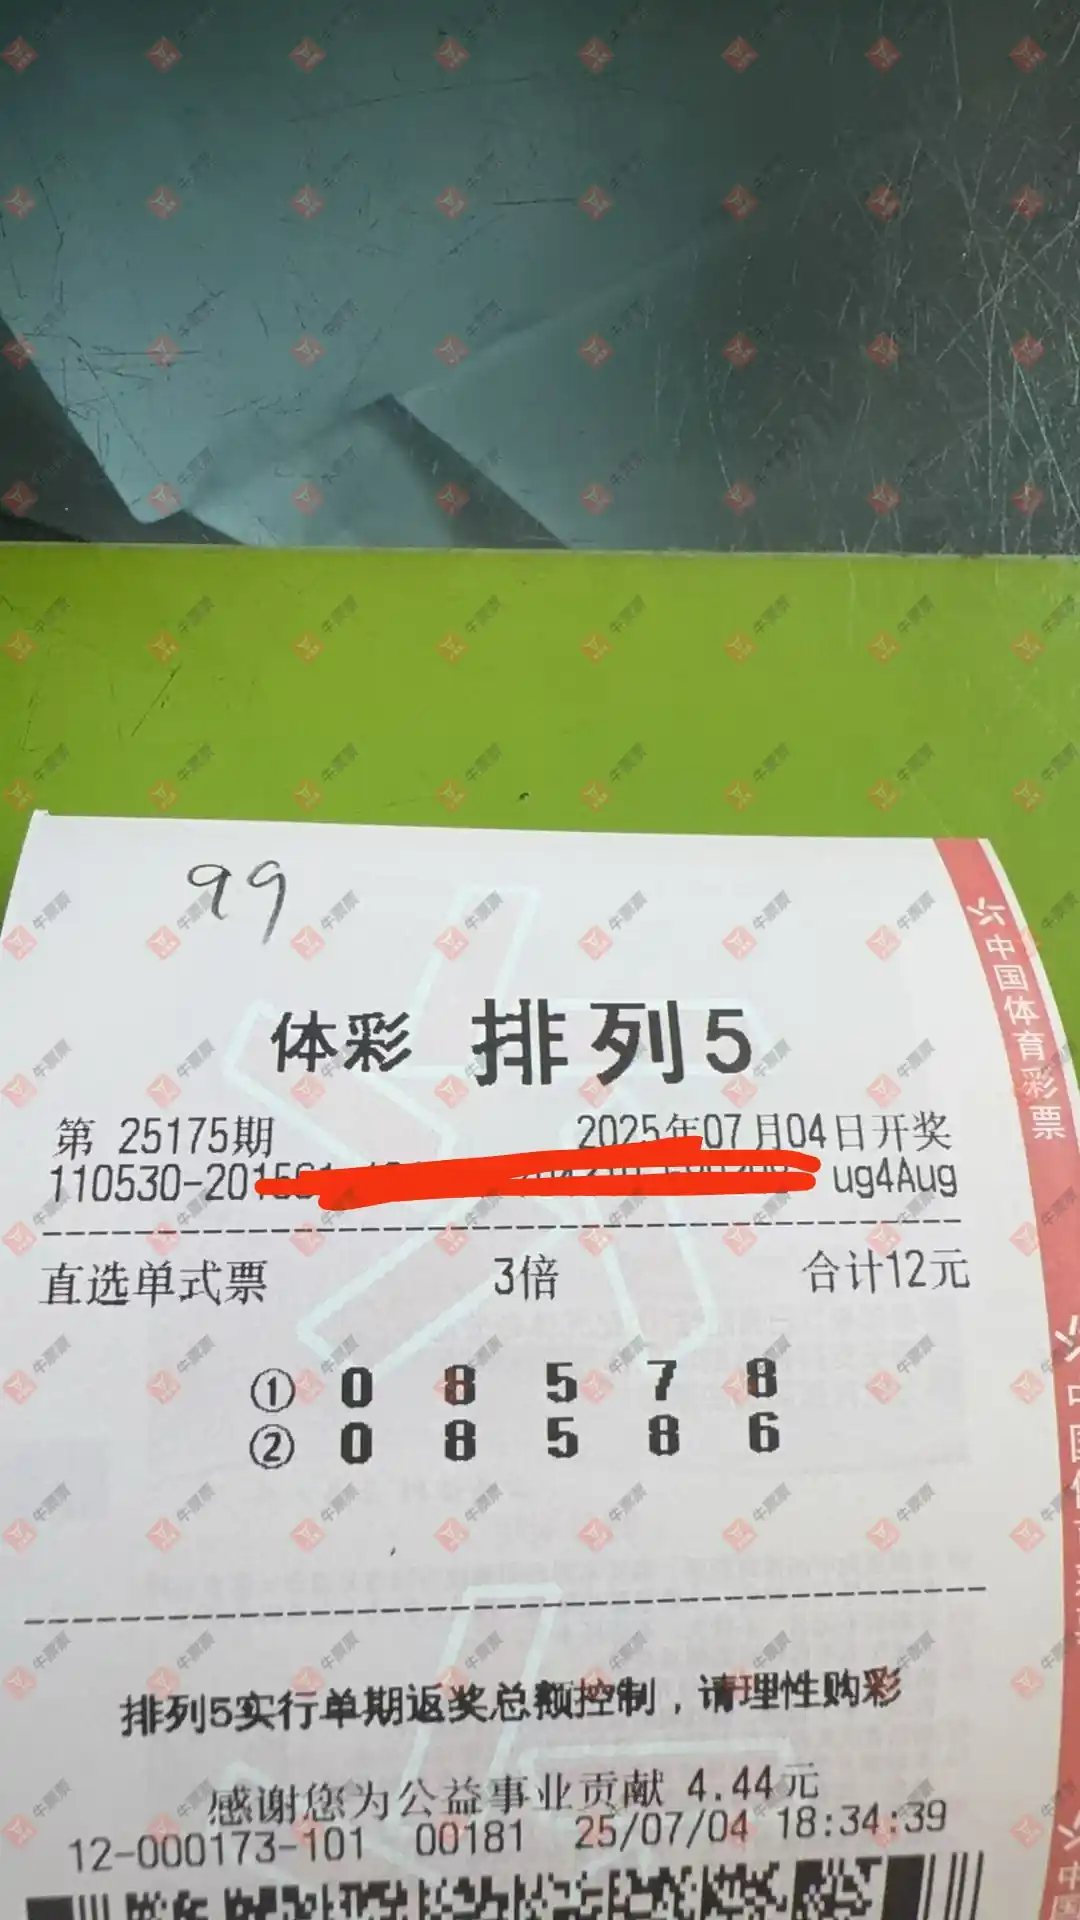 99
体彩 排列5
第 25175期 2025年07月04日开奖
110530-201501 ug4Aug
直选单式票 3倍 合计12元
① 0 8 5 7 8
② 0 8 5 8 6
排列5实行单期返奖总额控制，请理性购彩
感谢您为公益事业贡献 4.44元
12-000173-101 00181 25/07/04 18:34:39
中国体育彩票
牛票票